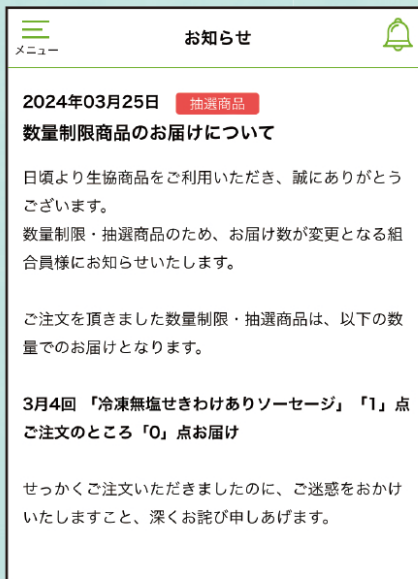 メニュー
お知らせ
2024年03月25日 抽選商品
数量制限商品のお届けについて
日頃より生協商品をご利用いただき、誠にありがとう
ございます。
数量制限・抽選商品のため、お届け数が変更となる組
合員様にお知らせいたします。
ご注文を頂きました数量制限・抽選商品は、以下の数
量でのお届けとなります。
3月4回 「冷凍無塩せきわけありソーセージ」「1」点
ご注文のところ「0」点お届け
せっかくご注文いただきましたのに、ご迷惑をおかけ
いたしますこと、深くお詫び申しあげます。